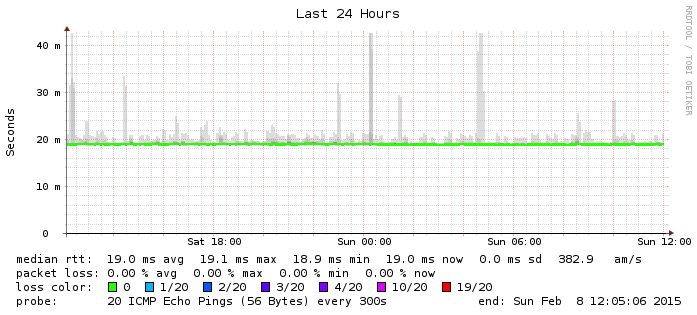 Last 24 Hours
RRDTOOL / TOBI OETIKER
Seconds
40 m
30 m
20 m
10 m
0
Sat 18:00 Sun 00:00 Sun 06:00 Sun 12:00
median rtt: 19.0 ms avg 19.1 ms max 18.9 ms min 19.0 ms now 0.0 ms sd 382.9 am/s
packet loss: 0.00 % avg 0.00 % max 0.00 % min 0.00 % now
loss color: 0 1/20 2/20 3/20 4/20 10/20 19/20
probe: 20 ICMP Echo Pings (56 Bytes) every 300s end: Sun Feb 8 12:05:06 2015